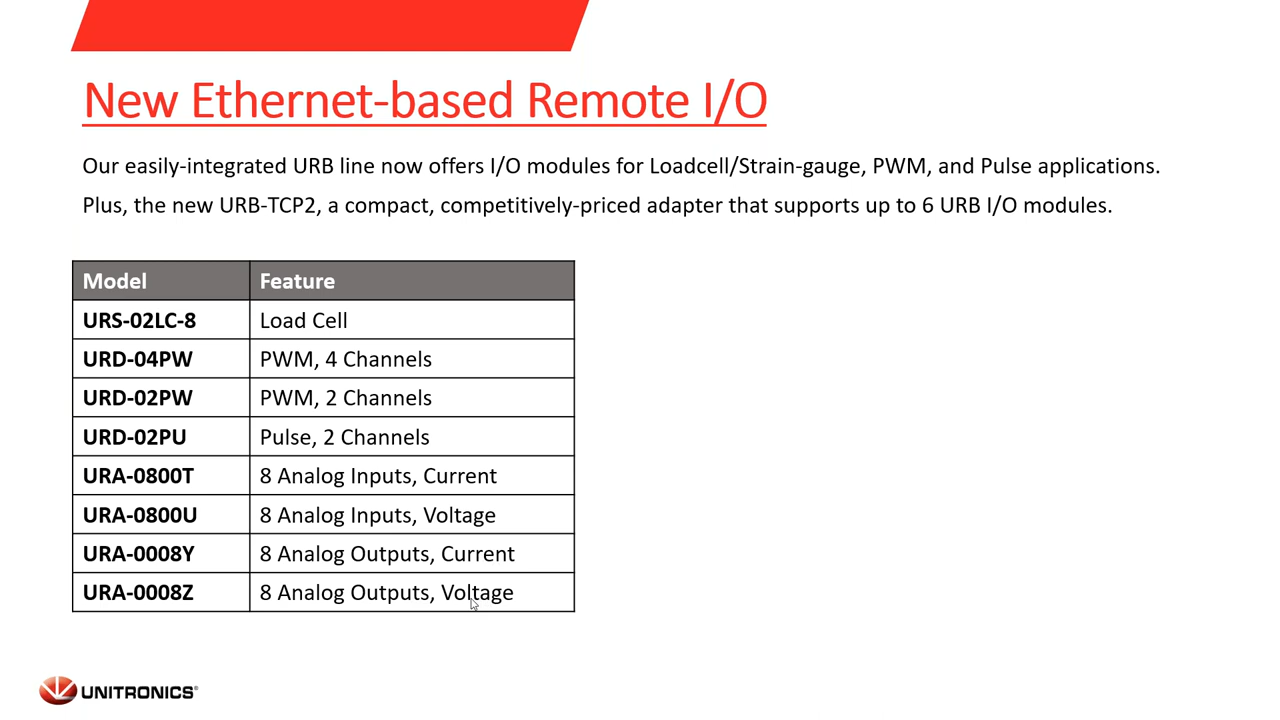 New Ethernet-based Remote I/O
Our easily-integrated URB line now offers I/O modules for Loadcell/Strain-gauge, PWM, and Pulse applications.
Plus, the new URB-TCP2, a compact, competitively-priced adapter that supports up to 6 URB I/O modules.
Model Feature
URS-02LC-8 Load Cell
URD-04PW PWM, 4 Channels
URD-02PW PWM, 2 Channels
URD-02PU Pulse, 2 Channels
URA-0800T 8 Analog Inputs, Current
URA-0800U 8 Analog Inputs, Voltage
URA-0008Y 8 Analog Outputs, Current
URA-0008Z 8 Analog Outputs, Voltage
UNITRONICS®